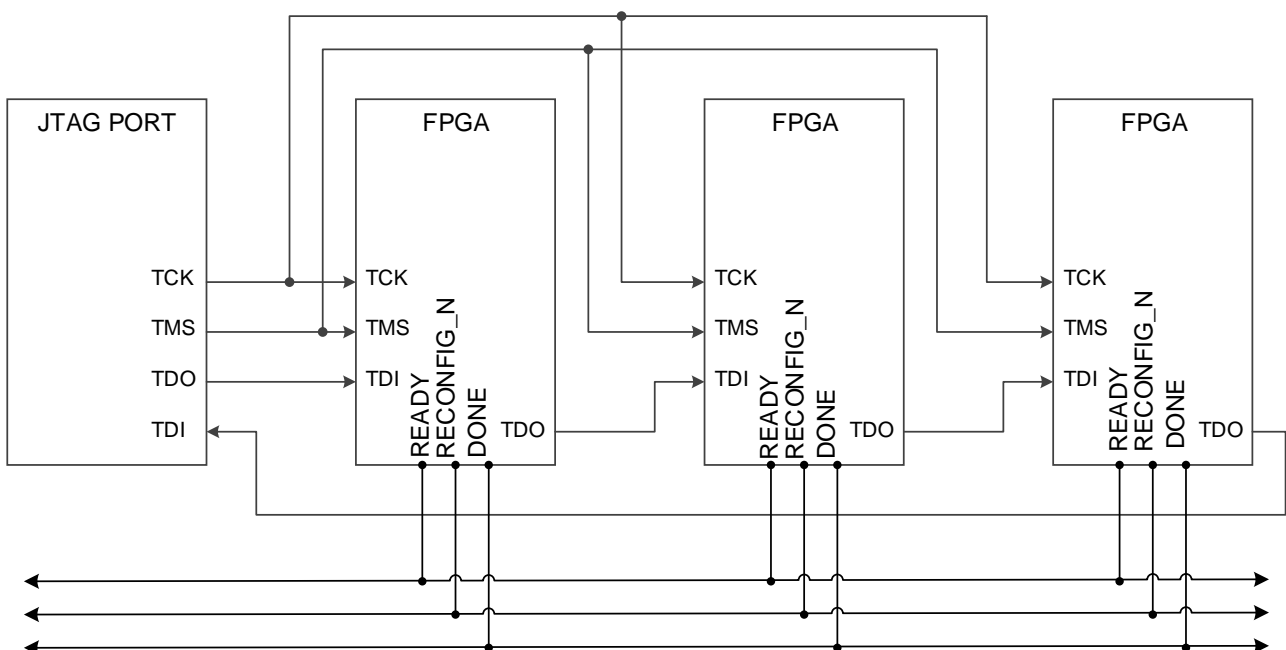 JTAG PORT
TCK
TMS
TDO
TDI
FPGA
TCK
TMS
TDI
READY
RECONFIG_N
DONE
TDO
FPGA
TCK
TMS
TDI
READY
RECONFIG_N
DONE
TDO
FPGA
TCK
TMS
TDI
READY
RECONFIG_N
DONE
TDO